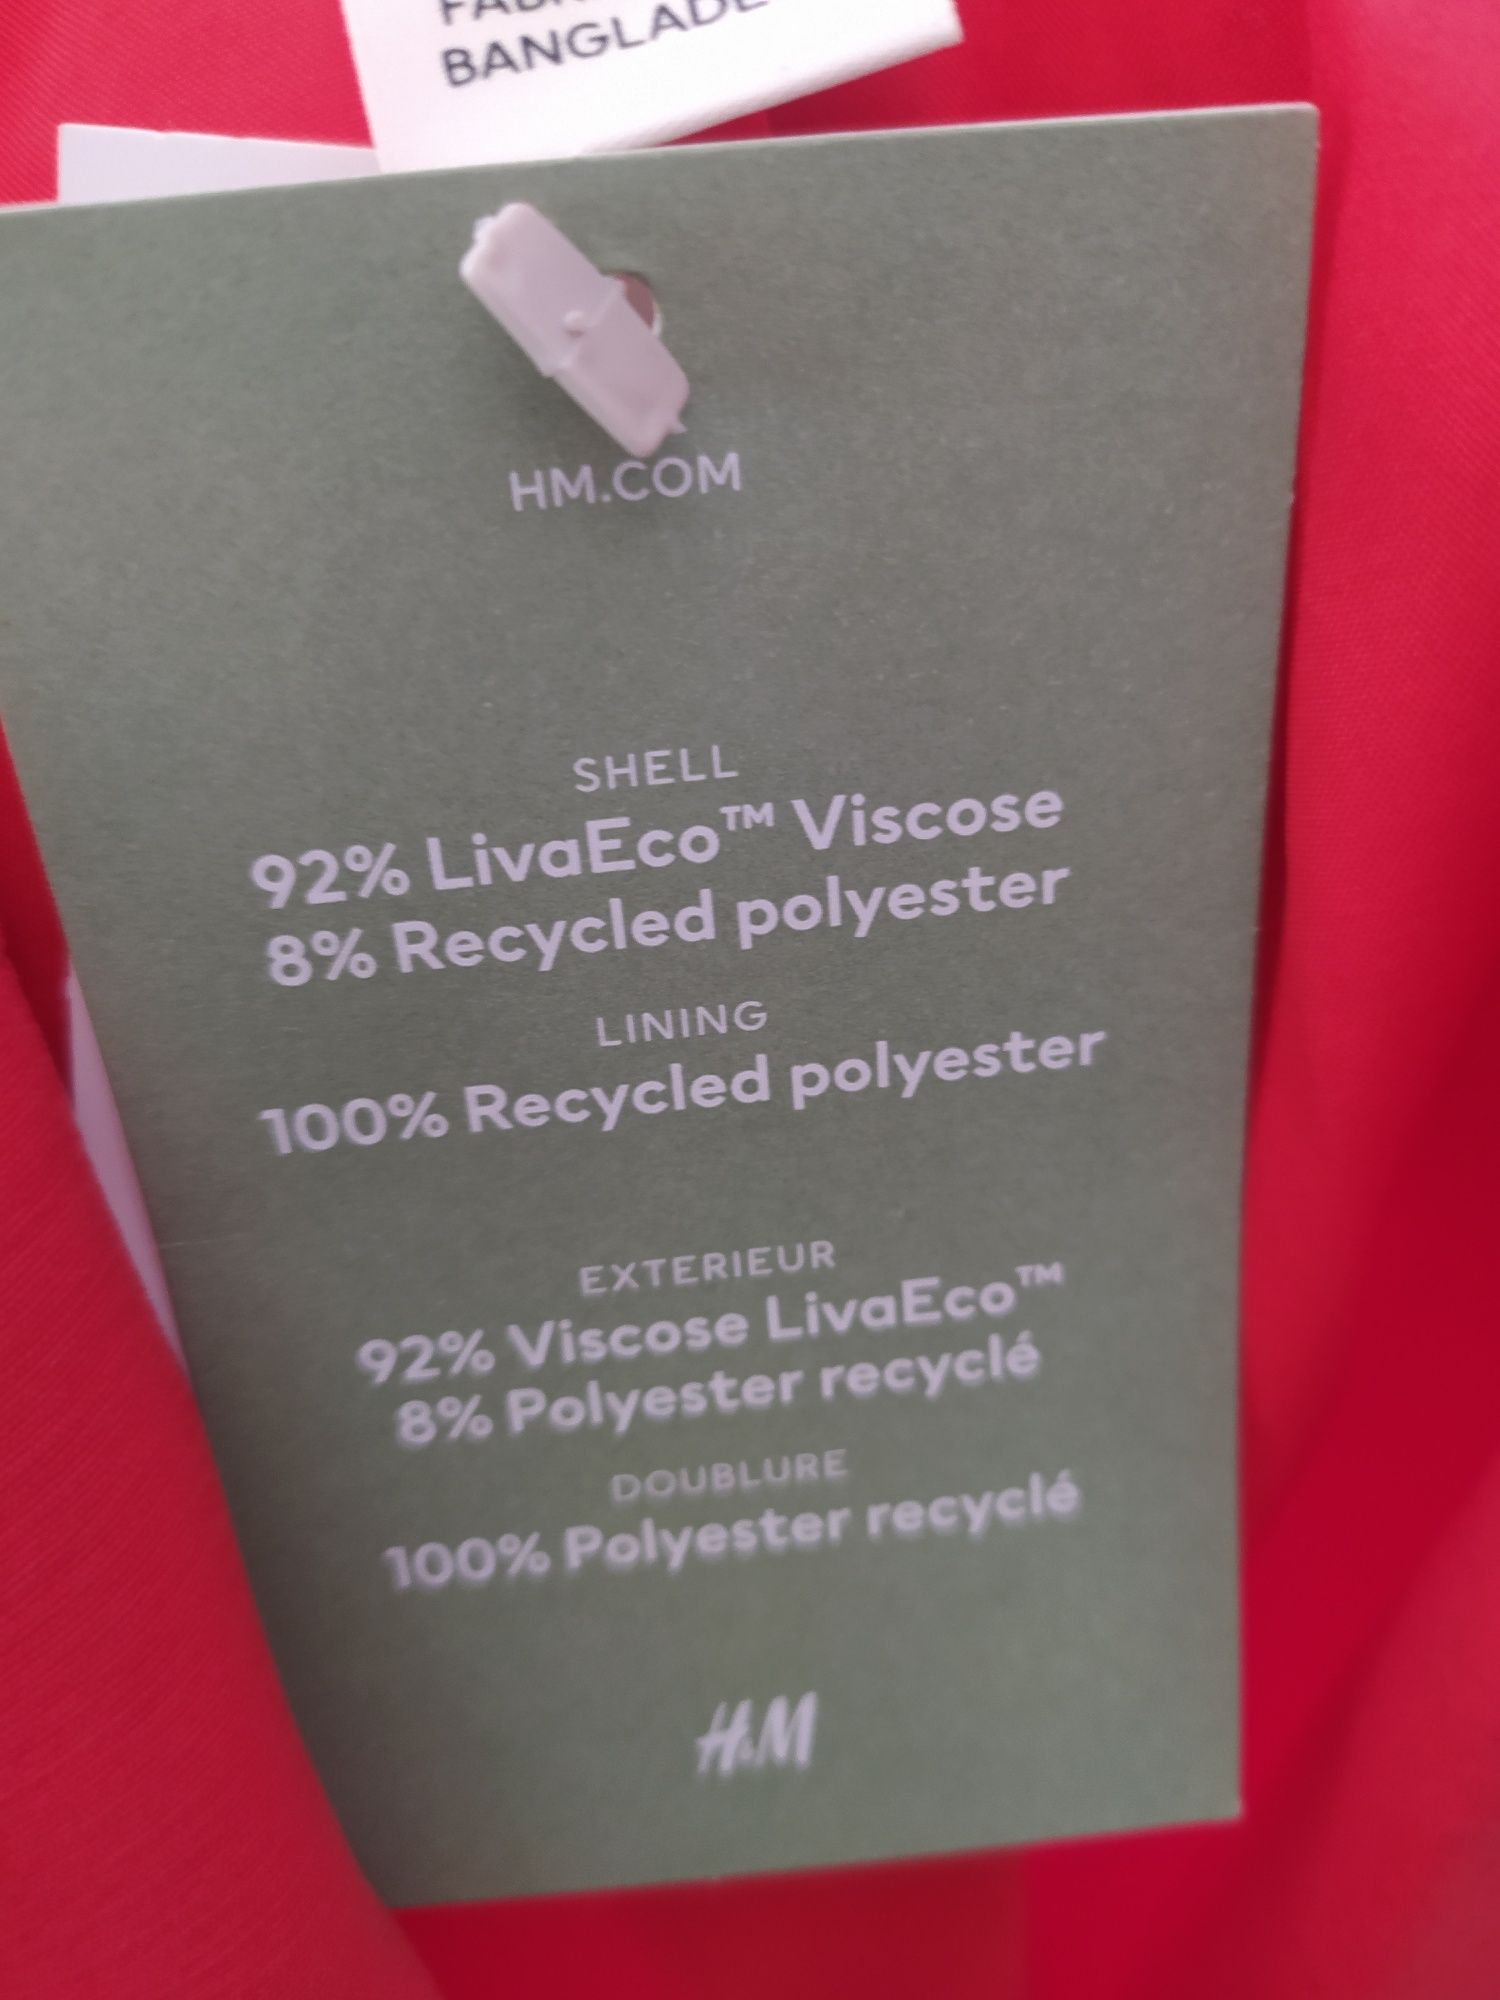 BANGLADE
HM.COM
SHELL
92% LivaEco™ Viscose
8% Recycled polyester
LINING
100% Recycled polyester
EXTERIEUR
92% Viscose LivaEco™
8% Polyester recyclé
DOUBLURE
100% Polyester recyclé
H&M